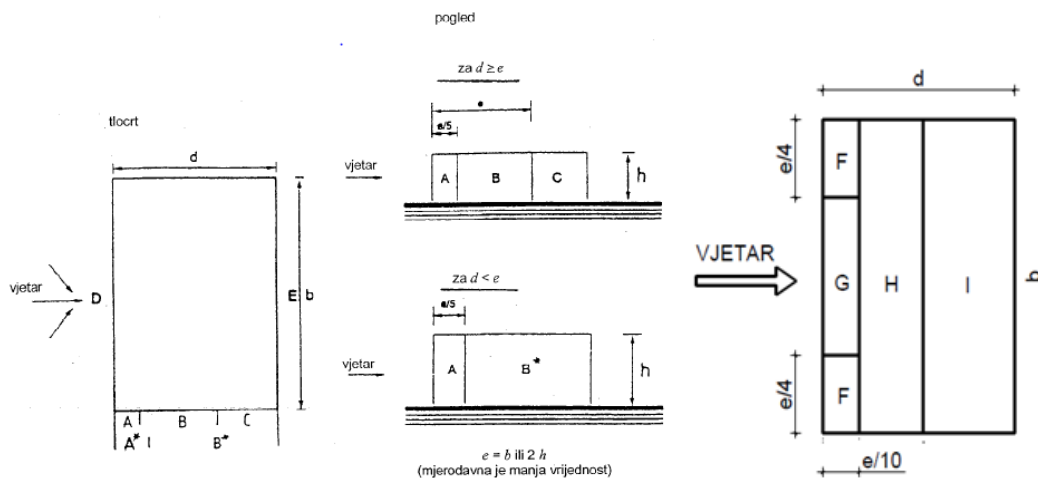 pogled
tlocrt
d
vjetar
D
E b
A B C
A* I B*
za d ≥ e
e
e/5
vjetar
A B C
h
za d < e
e/5
vjetar
A B*
h
e = b ili 2 h
(mjerodavna je manja vrijednost)
d
e/4
F
VJETAR
G H I
b
e/4
F
e/10